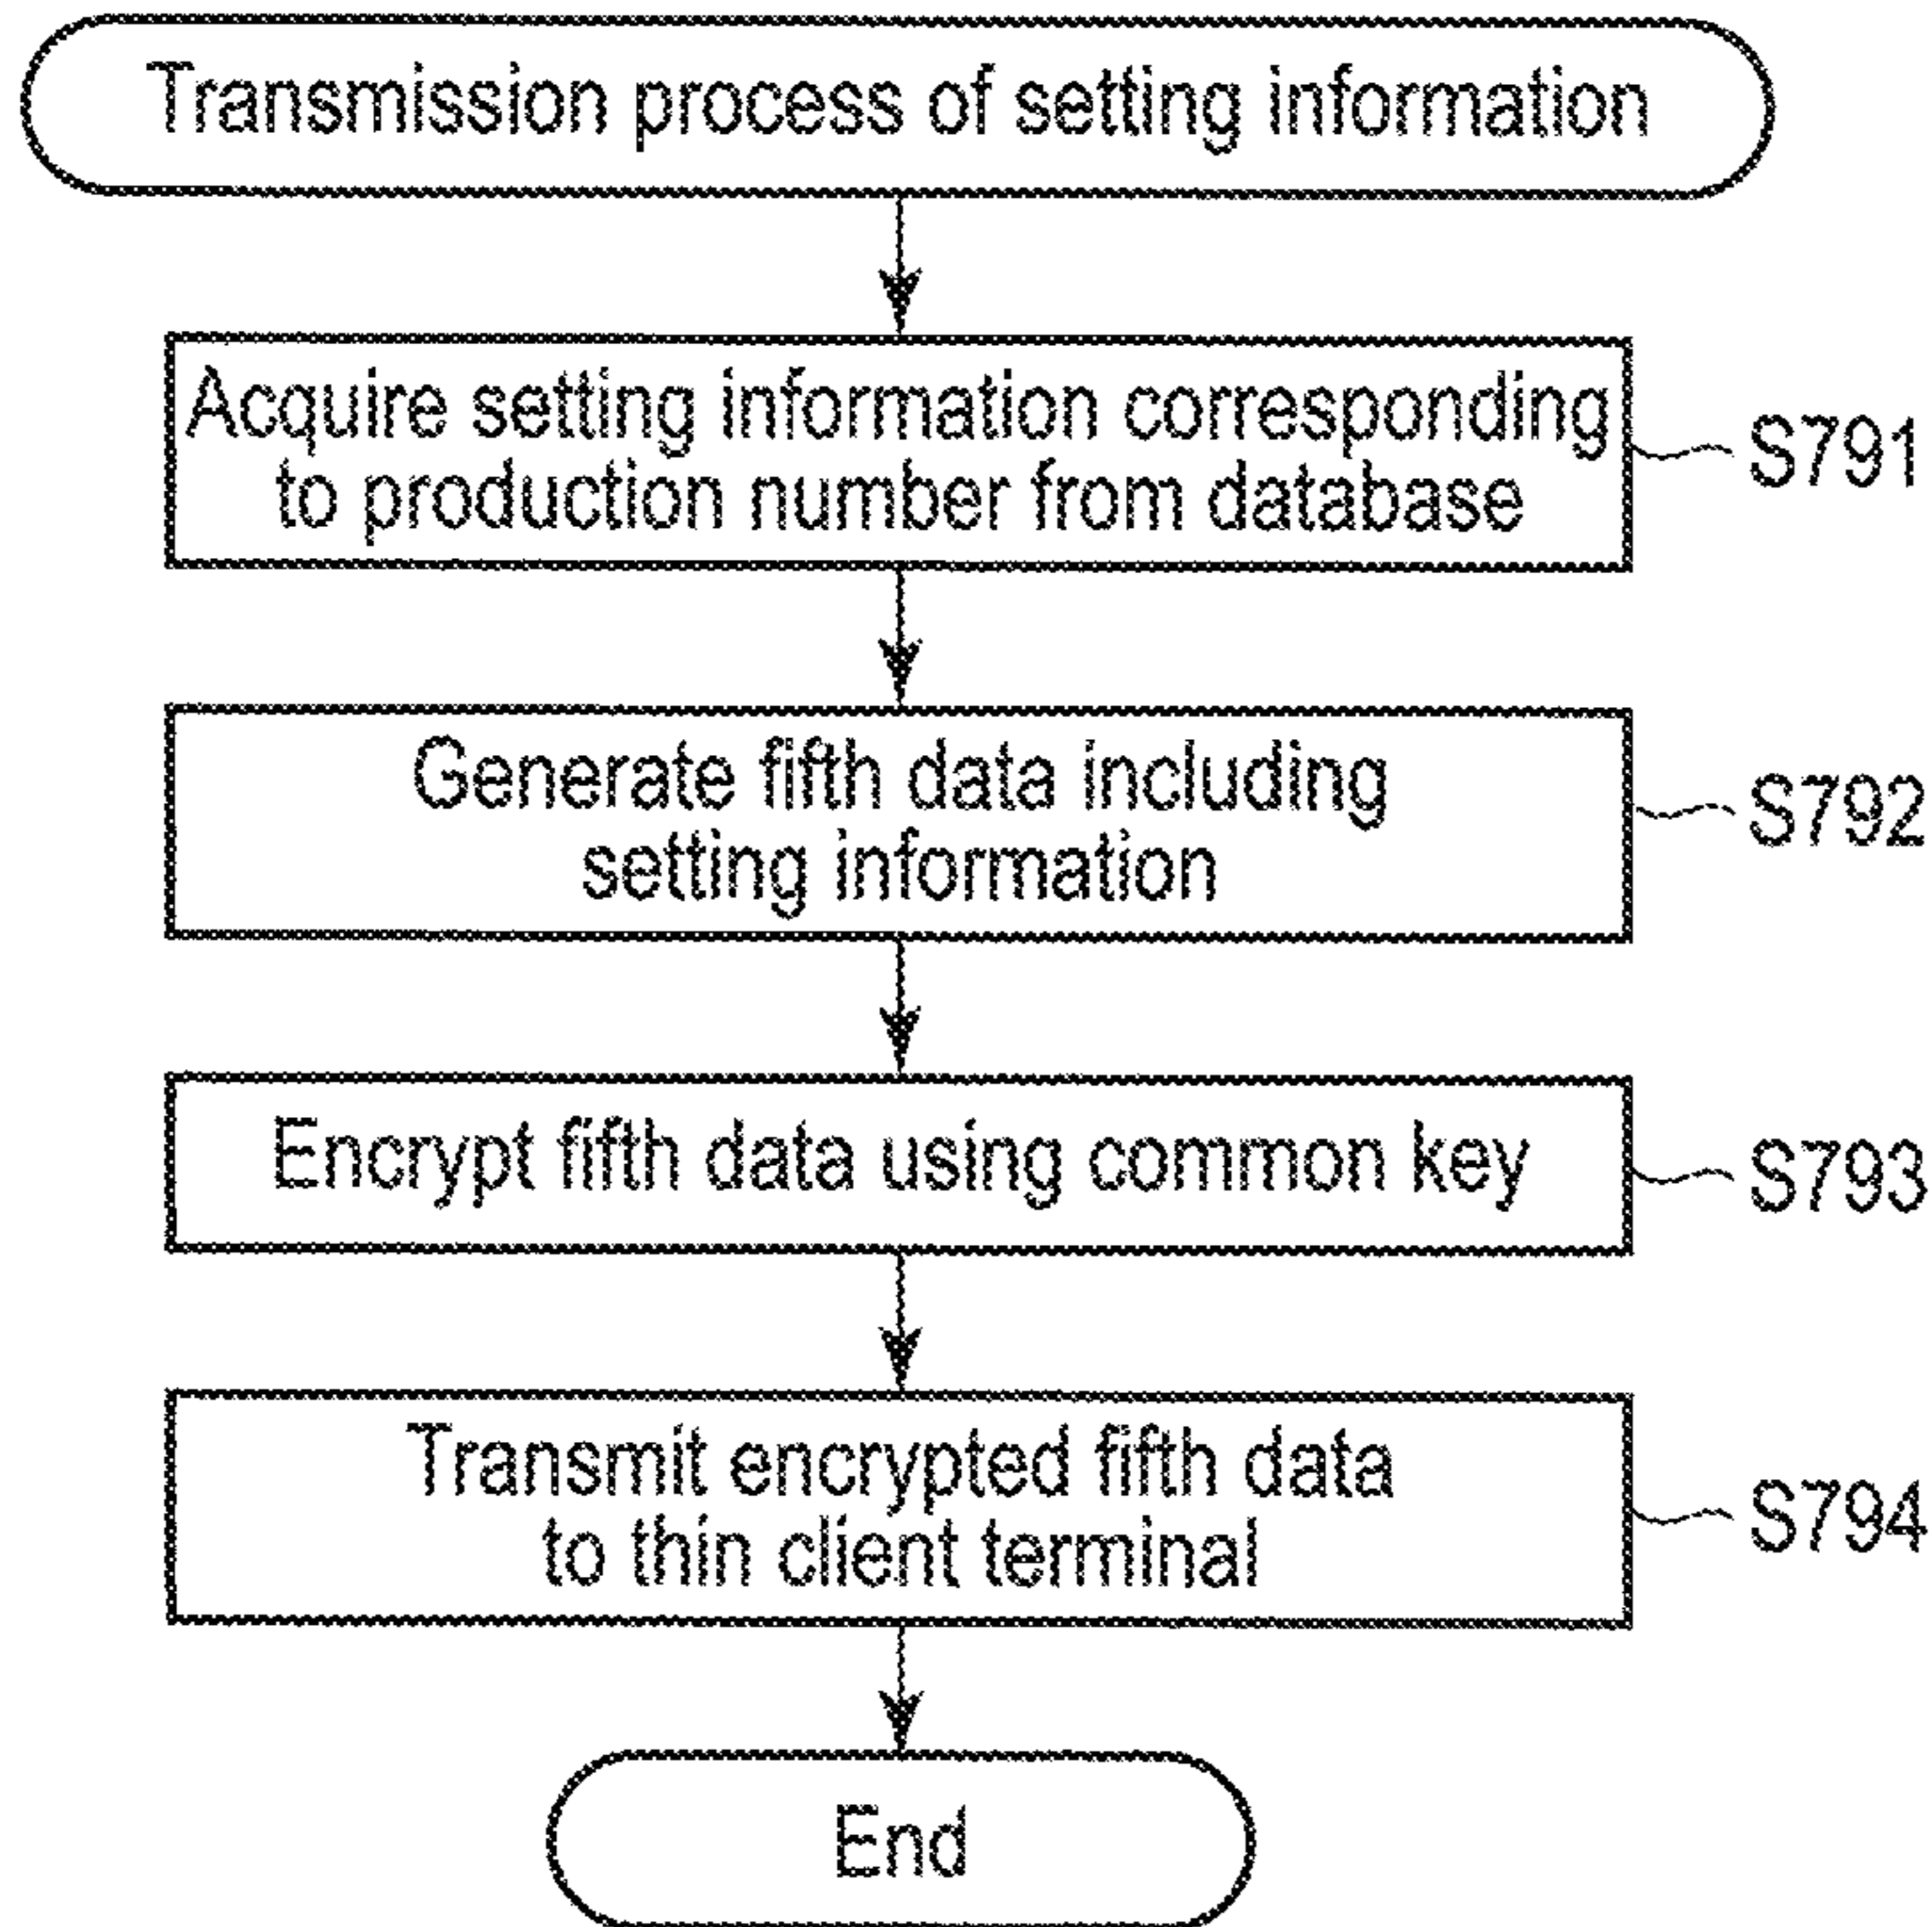 Transmission process of setting information
Acquire setting information corresponding
to production number from database
S791
Generate fifth data including
setting information
S792
Encrypt fifth data using common key
S793
Transmit encrypted fifth data
to thin client terminal
S794
End